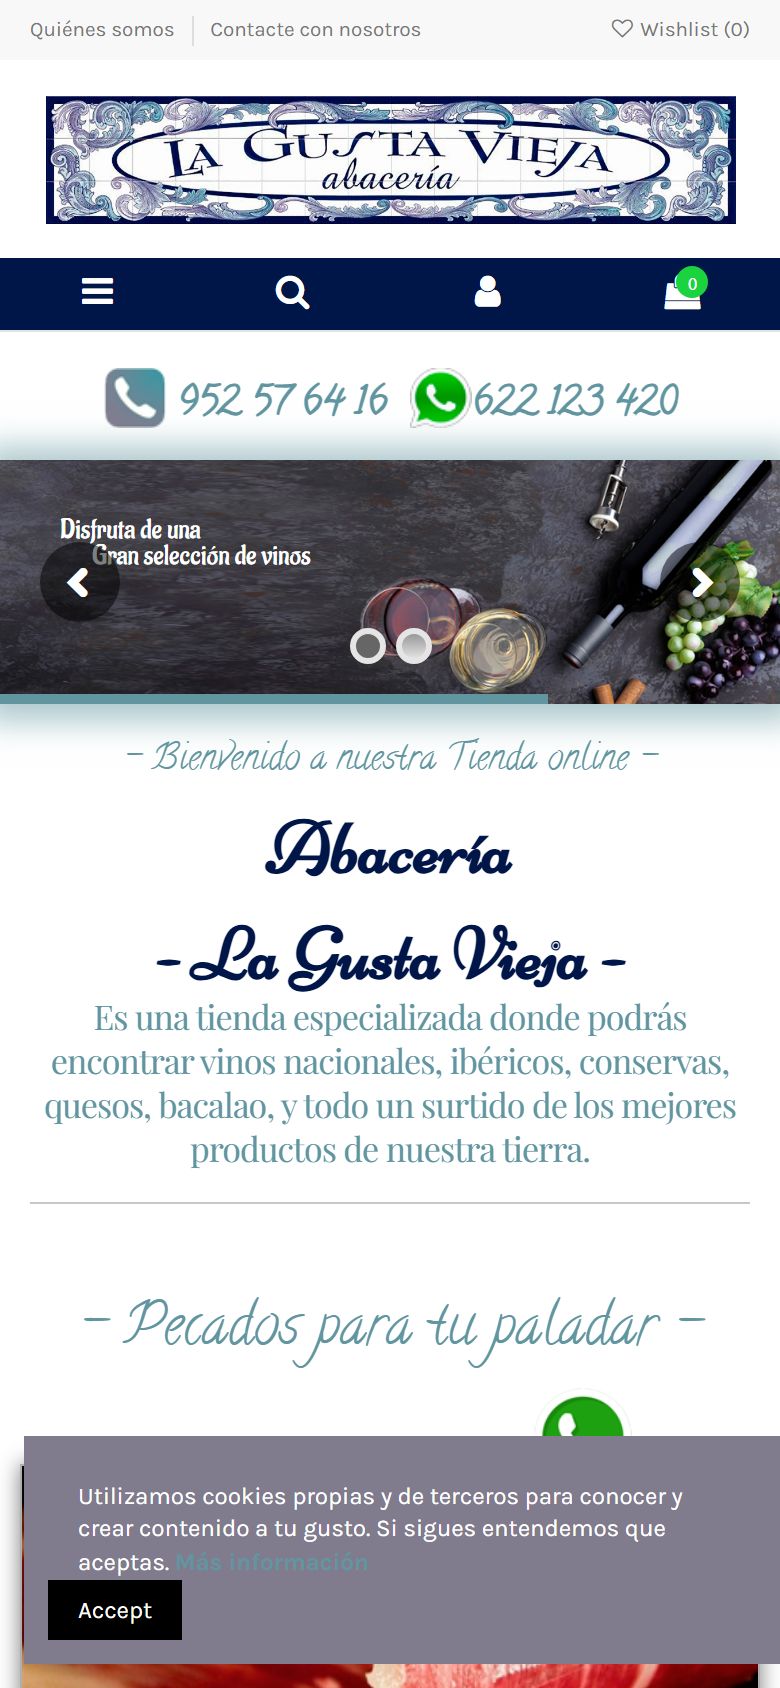 Quiénes somos
Contacte con nosotros
Wishlist (0)
LA GUSTA VIEJA
abacería
0
952 57 64 16
622 123 420
Disfruta de una
Gran selección de vinos
- Bienvenido a nuestra Tienda online -
Abacería
- La Gusta Vieja -
Es una tienda especializada donde podrás
encontrar vinos nacionales, ibéricos, conservas,
quesos, bacalao, y todo un surtido de los mejores
productos de nuestra tierra.
- Pecados para tu paladar -
Utilizamos cookies propias y de terceros para conocer y
crear contenido a tu gusto. Si sigues entendemos que
aceptas. Más información
Accept